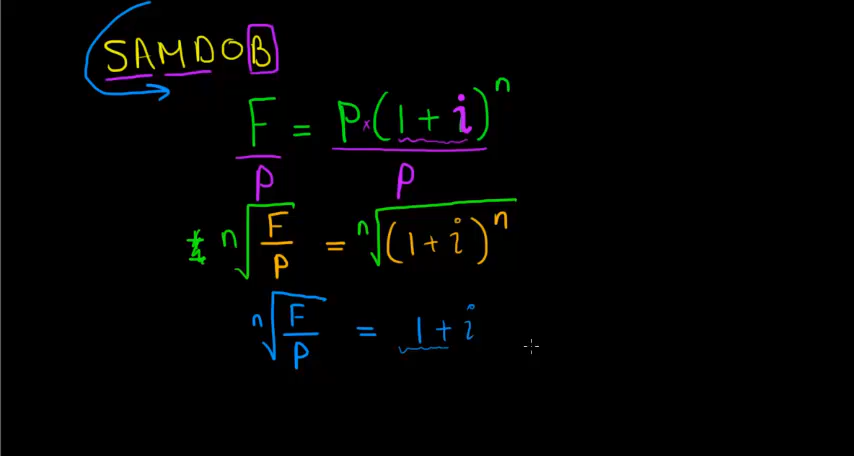 SAMDOB
F/P = P×(1+i)^n/P
± ⁿ√(F/P) = ⁿ√((1+i)^n)
ⁿ√(F/P) = 1+i